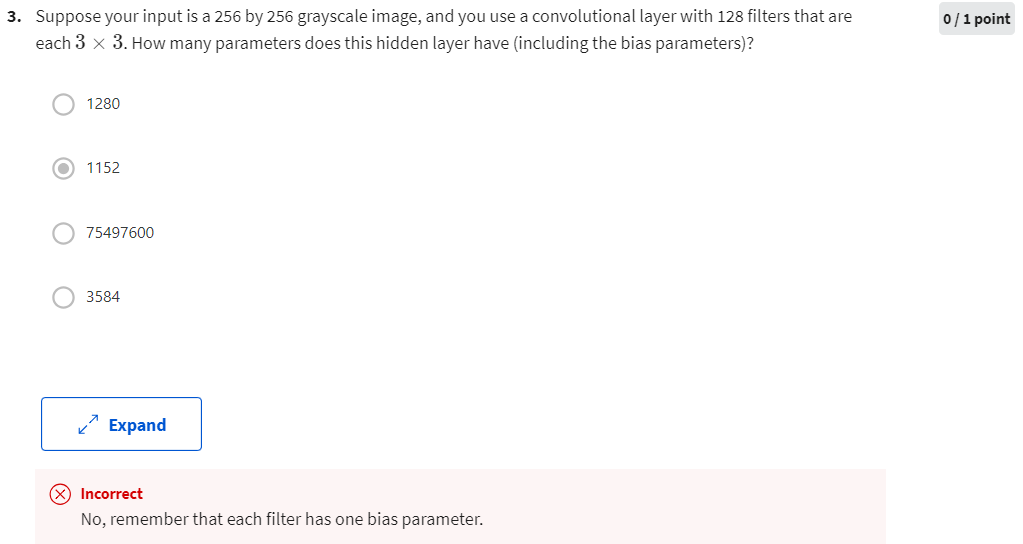 3. Suppose your input is a 256 by 256 grayscale image, and you use a convolutional layer with 128 filters that are
0 / 1 point
each 3 × 3. How many parameters does this hidden layer have (including the bias parameters)?
1280
1152
75497600
3584
Expand
Incorrect
No, remember that each filter has one bias parameter.